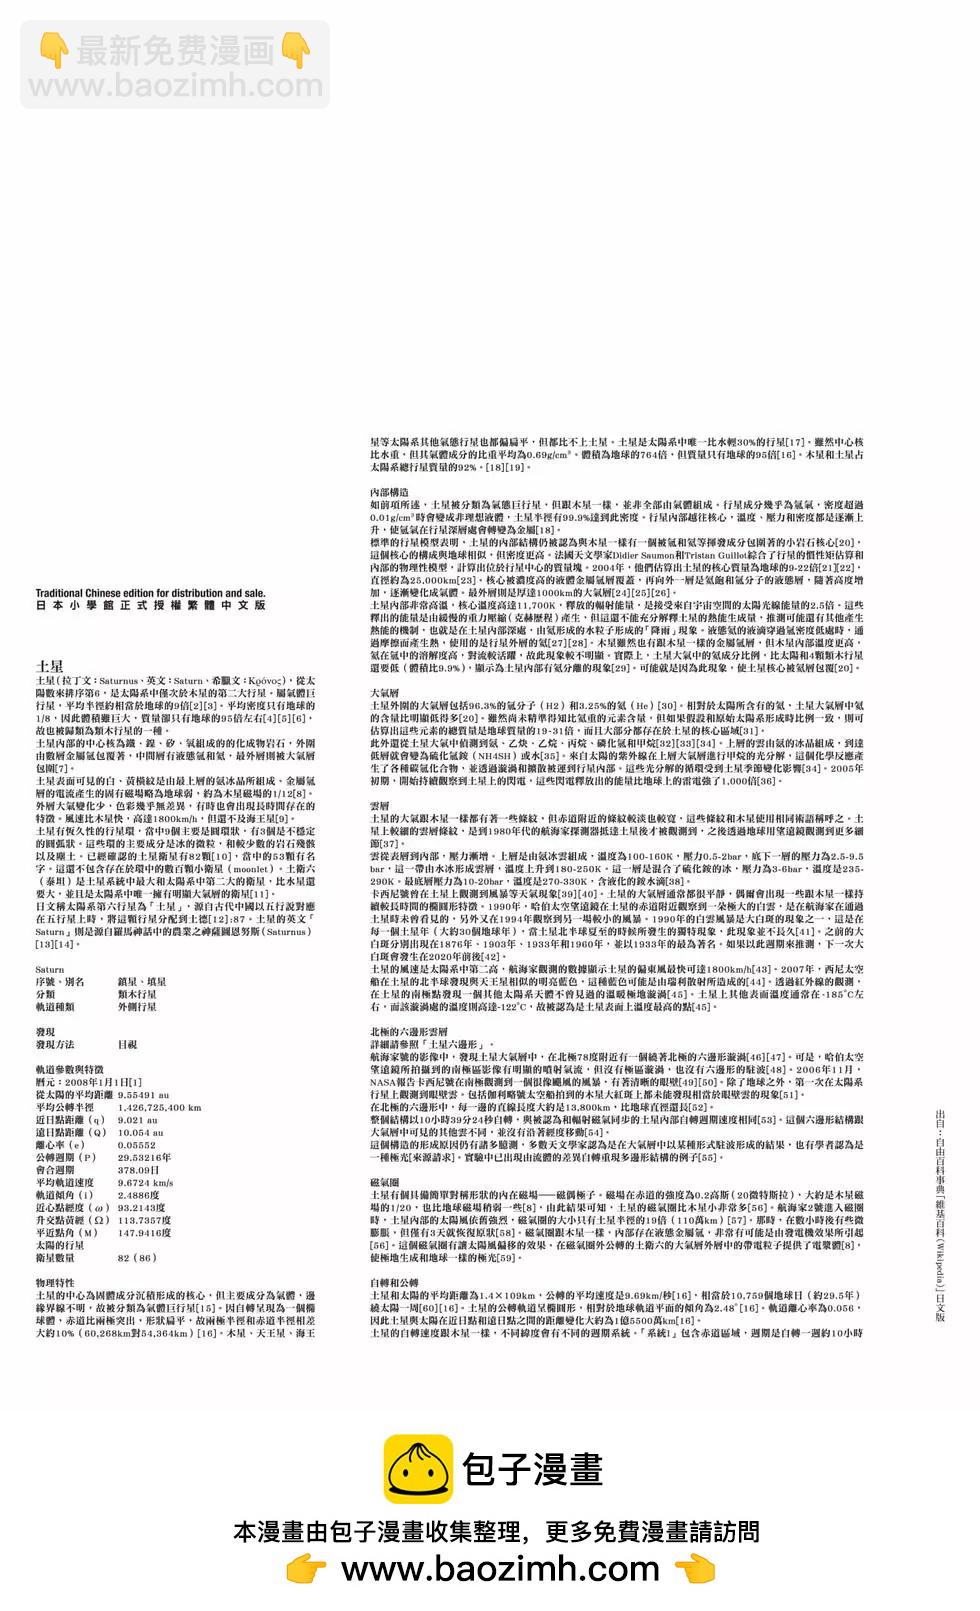 👇最新免费漫画👇
www.baozimh.com
Traditional Chinese edition for distribution and sale.
日本小學館正式授權繁體中文版
土星
土星(拉丁文：Saturnus、英文：Saturn、希臘文：Κρόνος)，從太
陽數來排序第6，是太陽系中僅次於木星的第二大行星。屬氣體巨
行星，平均半徑約相當於地球的9倍[2][3]。平均密度只有地球的
1/8，因此體積雖巨大，質量卻只有地球的95倍左右[4][5][6]，
故也被歸類為類木行星的一種。
土星內部的中心核為鐵、鎳、矽、氧組成的的化成物岩石，外圍
由數層金屬氫包覆著，中間層有液態氫和氦，最外層則被大氣層
包圍[7]。
土星表面可見的白、黃橫紋是由最上層的氨冰晶所組成、金屬氫
層的電流產生的固有磁場略為地球弱，約為木星磁場的1/12[8]。
外層大氣變化少，色彩幾乎無差異，有時也會出現長時間存在的
特徵。風速比木星快，高達1800km/h，但還不及海王星[9]。
土星有恆久性的行星環，當中9個主要是圓環狀，有3個是不穩定
的圓弧狀。這些環的主要成分是冰的微粒，和較少數的岩石殘骸
以及塵土。已經確認的土星衛星有82顆[10]，當中的53顆有名
字。這還不包含存在於環中的數百顆小衛星（moonlet）。土衛六
（泰坦）是土星系統中最大和太陽系中第二大的衛星，比水星還
要大，並且是太陽系中唯一擁有明顯大氣層的衛星[11]。
日文稱太陽系第六行星為「土星」，源自古代中國以五行說對應
在五行星上時，將這顆行星分配到土德[12]:87。土星的英文「
Saturn」則是源自羅馬神話中的農業之神薩圖恩努斯(Saturnus)
[13][14]。
Saturn
序號、別名 鎮星、填星
分類 類木行星
軌道種類 外側行星
發現
發現方法 目視
軌道參數與特徵
曆元：2008年1月1日[1]
從太陽的平均距離 9.55491 au
平均公轉半徑 1,426,725,400 km
近日點距離（q） 9.021 au
遠日點距離（Q） 10.054 au
離心率（e） 0.05552
公轉週期（P） 29.53216年
會合週期 378.09日
平均軌道速度 9.6724 km/s
軌道傾角（i） 2.4886度
近心點經度（ω） 93.2143度
升交點黃經（Ω） 113.7357度
平近點角（M） 147.9416度
太陽的行星
衛星數量 82（86）
物理特性
土星的中心為固體成分沉積形成的核心，但主要成分為氣體，邊
緣界線不明，故被分類為氣體巨行星[15]。因自轉呈現為一個橢
球體，赤道比兩極突出，形狀扁平，故兩極半徑和赤道半徑相差
大約10%（60,268km對54,364km）[16]。木星、天王星、海王
星等太陽系其他氣態行星也都偏扁平，但都比不上土星。土星是太陽系中唯一比水輕30%的行星[17]。雖然中心核
比水重，但其氣體成分的比重平均為0.69g/cm³。體積為地球的764倍，但質量只有地球的95倍[16]。木星和土星占
太陽系總行星質量的92%。[18][19]。
內部構造
如前項所述，土星被分類為氣態巨行星，但跟木星一樣，並非全部由氣體組成。行星成分幾乎為氫氣，密度超過
0.01g/cm³時會變成非理想液體，土星半徑有99.9%達到此密度。行星內部越往核心，溫度、壓力和密度都是逐漸上
升，使氫氣在行星深層處會轉變為金屬[18]。
標準的行星模型表明，土星的內部結構仍被認為與木星一樣有一個被氫和氦等揮發成分包圍著的小岩石核心[20]，
這個核心的構成與地球相似，但密度更高。法國天文學家Didier Saumon和Tristan Guillot綜合了行星的慣性矩估算和
內部的物理性模型，計算出位於行星中心的質量塊。2004年，他們估算出土星的核心質量為地球的9-22倍[21][22]，
直徑約為25,000km[23]。核心被濃度高的液體金屬氫層覆蓋，再向外一層是氦飽和氫分子的液態層，隨著高度增
加，逐漸變化成氣體。最外層則是厚達1000km的大氣層[24][25][26]。
土星內部非常高溫，核心溫度高達11,700K，釋放的輻射能量，是接受來自宇宙空間的太陽光線能量的2.5倍。這些
釋出的能量是由緩慢的重力壓縮（克赫歷程）產生，但這還不能充分解釋土星的熱能生成量，推測可能還有其他產生
熱能的機制，也就是在土星內部深處，由氦形成的水粒子形成的「降雨」現象。液態氦的液滴穿過氫密度低處時，通
過摩擦而產生熱，使用的是行星外層的氦[27][28]。木星雖然也有跟木星一樣的金屬氫層，但木星內部溫度更高，
氦在氫中的溶解度高，對流較活躍，故此現象較不明顯。實際上，土星大氣中的氦成分比例，比太陽和4顆類木行星
還要低（體積比9.9%），顯示為土星內部有氦分離的現象[29]。可能就是因為此現象，使土星核心被氦層包覆[20]。
大氣層
土星外圍的大氣層包括96.3%的氫分子（H2）和3.25%的氦（He）[30]。相對於太陽所含有的氦、土星大氣層中氦
的含量比明顯低得多[20]。雖然尚未精準得知比氦重的元素含量，但如果假設和原始太陽系形成時比例一致，則可
估算出這些元素的總質量是地球質量的19-31倍，而且大部分都存在於土星的核心區域[31]。
此外還從土星大氣中偵測到氨、乙炔、乙烷、丙烷、磷化氫和甲烷[32][33][34]。上層的雲由氨的冰晶組成，到達
低層就會變為硫化氫銨（NH4SH）或水[35]。來自太陽的紫外線在上層大氣層進行甲烷的光分解，這個化學反應產
生了各種碳氫化合物，並透過漩渦和擴散被運到行星內部。這些光分解的循環受到土星季節變化影響[34]。2005年
初期，開始持續觀察到土星上的閃電，這些閃電釋放出的能量比地球上的雷電強了1,000倍[36]。
雲層
土星的大氣跟木星一樣都有著一些條紋，但赤道附近的條紋較淡也較寬，這些條紋和木星使用相同術語稱呼之。土
星上較細的雲層條紋，是到1980年代的航海家探測器抵達土星後才被觀測到，之後透過地球用望遠鏡觀測到更多細
節[37]。
雲從表層到內部，壓力漸增。上層是由氨冰雲組成，溫度為100-160K，壓力0.5-2bar，底下一層的壓力為2.5-9.5
bar，這一帶由水冰形成雲層，溫度上升到180-250K。這一層是混合了硫化銨的冰，壓力為3-6bar，溫度是235-
290K。最底層壓力為10-20bar，溫度是270-330K，含液化的銨水滴[38]。
卡西尼號曾在土星上觀測到風暴等天氣現象[39][40]。土星的大氣層通常都很平靜，偶爾會出現一些跟木星一樣持
續較長時間的橢圓形特徵。1990年，哈伯太空望遠鏡在土星的赤道附近觀察到一朵極大的白雲，是在航海家在通過
土星時未曾看見的，另外又在1994年觀察到另一場較小的風暴。1990年的白雲風暴是大白斑的現象之一，這是在
每一個土星年（大約30個地球年），當土星北半球夏至的時候所發生的獨特現象，此現象並不長久[41]。之前的大
白斑分別出現在1876年、1903年、1933年和1960年，並以1933年的最為著名。如果以此週期來推測，下一次大
白斑會發生在2020年前後[42]。
土星的風速是太陽系中第二高，航海家觀測的數據顯示土星的偏東風最快可達1800km/h[43]。2007年，西尼太空
船在土星的北半球發現與天王星相似的明亮藍色，這種藍色可能是由瑞利散射所造成的[44]。透過紅外線的觀測，
在土星的南極點發現一個其他太陽系天體不曾見過的溫暖極地漩渦[45]。土星上其他表面溫度通常在-185°C左
右，而該漩渦處的溫度則高達-122°C，故被認為是土星表面上溫度最高的點[45]。
北極的六邊形雲層
詳細請參照「土星六邊形」。
航海家號的影像中，發現土星大氣層中，在北極78度附近有一個繞著北極的六邊形漩渦[46][47]。可是，哈伯太空
望遠鏡所拍攝到的南極區影像有明顯的噴射氣流，但沒有極區漩渦，也沒有六邊形的駐波[48]。2006年11月，
NASA報告卡西尼號在南極觀測到一個很像颶風的風暴，有著清晰的眼壁[49][50]。除了地球之外，第一次在太陽系
行星上觀測到眼壁雲。包括伽利略號太空船拍到的木星大紅斑上都未能發現相當於眼壁雲的現象[51]。
在北極的六邊形中，每一邊的直線長度大約是13,800km，比地球直徑還長[52]。
整個結構以10小時39分24秒自轉，與被認為和輻射磁氣同步的土星內部自轉週期速度相同[53]。這個六邊形結構跟
大氣層中可見的其他雲不同，並沒有沿著經度移動[54]。
這個構造的形成原因仍有諸多臆測，多數天文學家認為是在大氣層中以某種形式駐波形成的結果，也有學者認為是
一種極光[來源請求]。實驗中已出現由流體的差異自轉重現多邊形結構的例子[55]。
磁氣圈
土星有個具備簡單對稱形狀的內在磁場——磁偶極子。磁場在赤道的強度為0.2高斯（20微特斯拉），大約是木星磁
場的1/20，也比地球磁場稍弱一些[8]，由此結果可知，土星的磁氣圈比木星小非常多[56]。航海家2號進入磁圈
時，土星內部的太陽風依舊強烈，磁氣圈的大小只有土星半徑的19倍（110萬km）[57]。那時，在數小時後有些微
膨脹，但僅有3天就恢復原狀[58]。磁氣圈跟木星一樣，內部存在液態金屬氫，非常有可能是由發電機效果所引起
[56]。這個磁氣圈有讓太陽風偏移的效果。在磁氣圈外公轉的土衛六的大氣層外層中的帶電粒子提供了電漿體[8]，
使極地生成和地球一樣的極光[59]。
自轉和公轉
土星和太陽的平均距離為1.4×109km，公轉的平均速度是9.69km/秒[16]，相當於10,759個地球日（約29.5年）
繞太陽一周[60][16]。土星的公轉軌道呈橢圓形，相對於地球軌道平面的傾角為2.48°[16]。軌道離心率為0.056，
因此土星與太陽在近日點和遠日點之間的距離變化大約為1億5500萬km[16]。
土星的自轉速度跟木星一樣，不同緯度會有不同的週期系統。「系統I」包含赤道區域，週期是自轉一週約10小時
出自：自由百科事典「維基百科（Wikipedia）」日文版
包子漫畫
本漫畫由包子漫畫收集整理，更多免費漫畫請訪問
👉 www.baozimh.com 👈